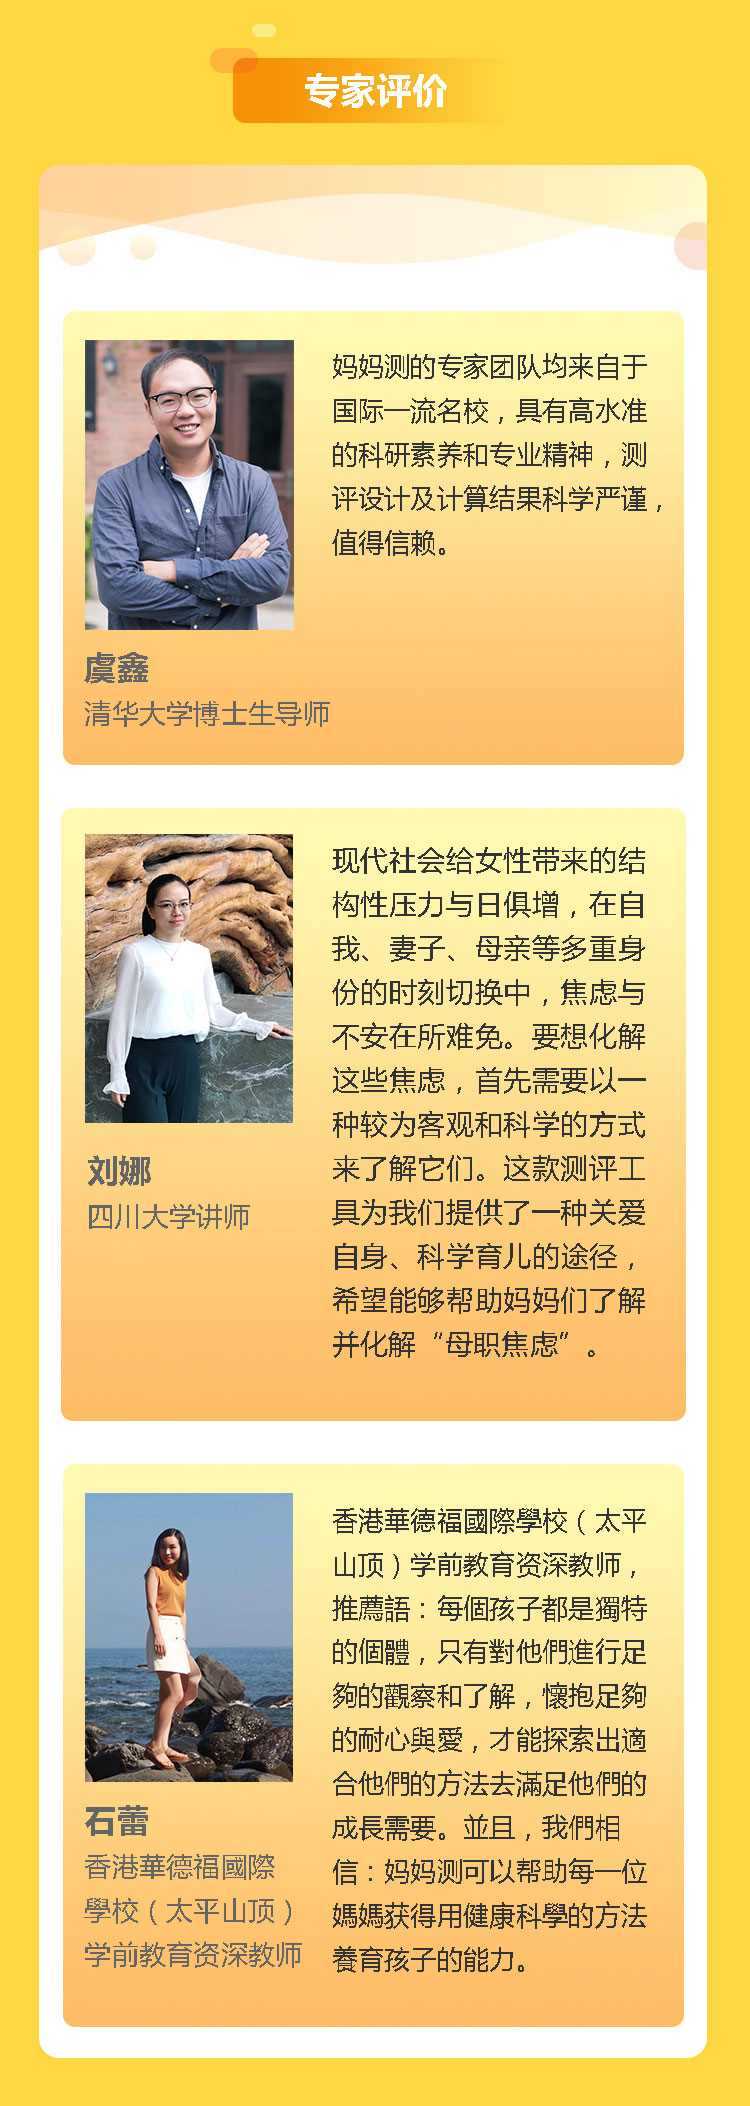 专家评价
妈妈测的专家团队均来自于
国际一流名校，具有高水准
的科研素养和专业精神，测
评设计及计算结果科学严谨，
值得信赖。
虞鑫
清华大学博士生导师
现代社会给女性带来的结
构性压力与日俱增，在自
我、妻子、母亲等多重身
份的时刻切换中，焦虑与
不安在所难免。要想化解
这些焦虑，首先需要以一
种较为客观和科学的方式
来了解它们。这款测评工
具为我们提供了一种关爱
自身、科学育儿的途径，
希望能够帮助妈妈们了解
并化解“母职焦虑”。
刘娜
四川大学讲师
香港華德福國際學校（太平
山顶）学前教育资深教师，
推薦語：每個孩子都是獨特
的個體，只有對他們進行足
夠的觀察和了解，懷抱足夠
的耐心與愛，才能探索出適
合他們的方法去滿足他們的
成長需要。並且，我們相
信：妈妈测可以帮助每一位
媽媽获得用健康科學的方法
養育孩子的能力。
石蕾
香港華德福國際
學校（太平山顶）
学前教育资深教师